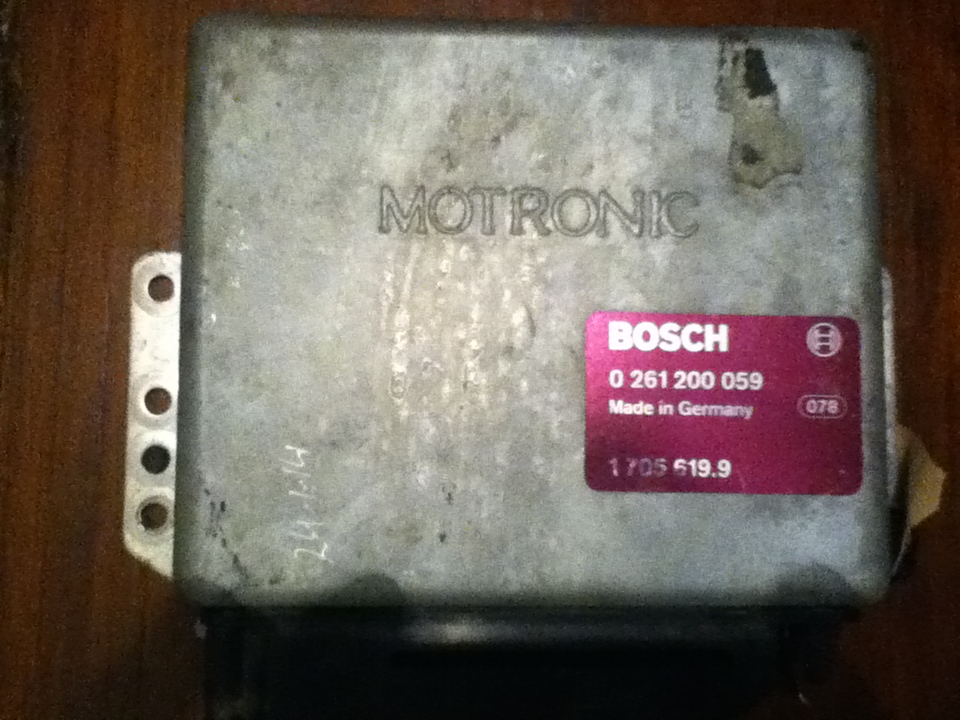 MOTRONIC
BOSCH
0 261 200 059
Made in Germany 078
1 705 619.9
24-1-14